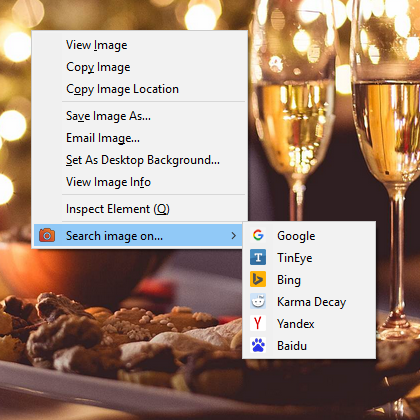 View Image
Copy Image
Copy Image Location
Save Image As...
Email Image...
Set As Desktop Background...
View Image Info
Inspect Element (Q)
Search image on...
Google
TinEye
Bing
Karma Decay
Yandex
Baidu